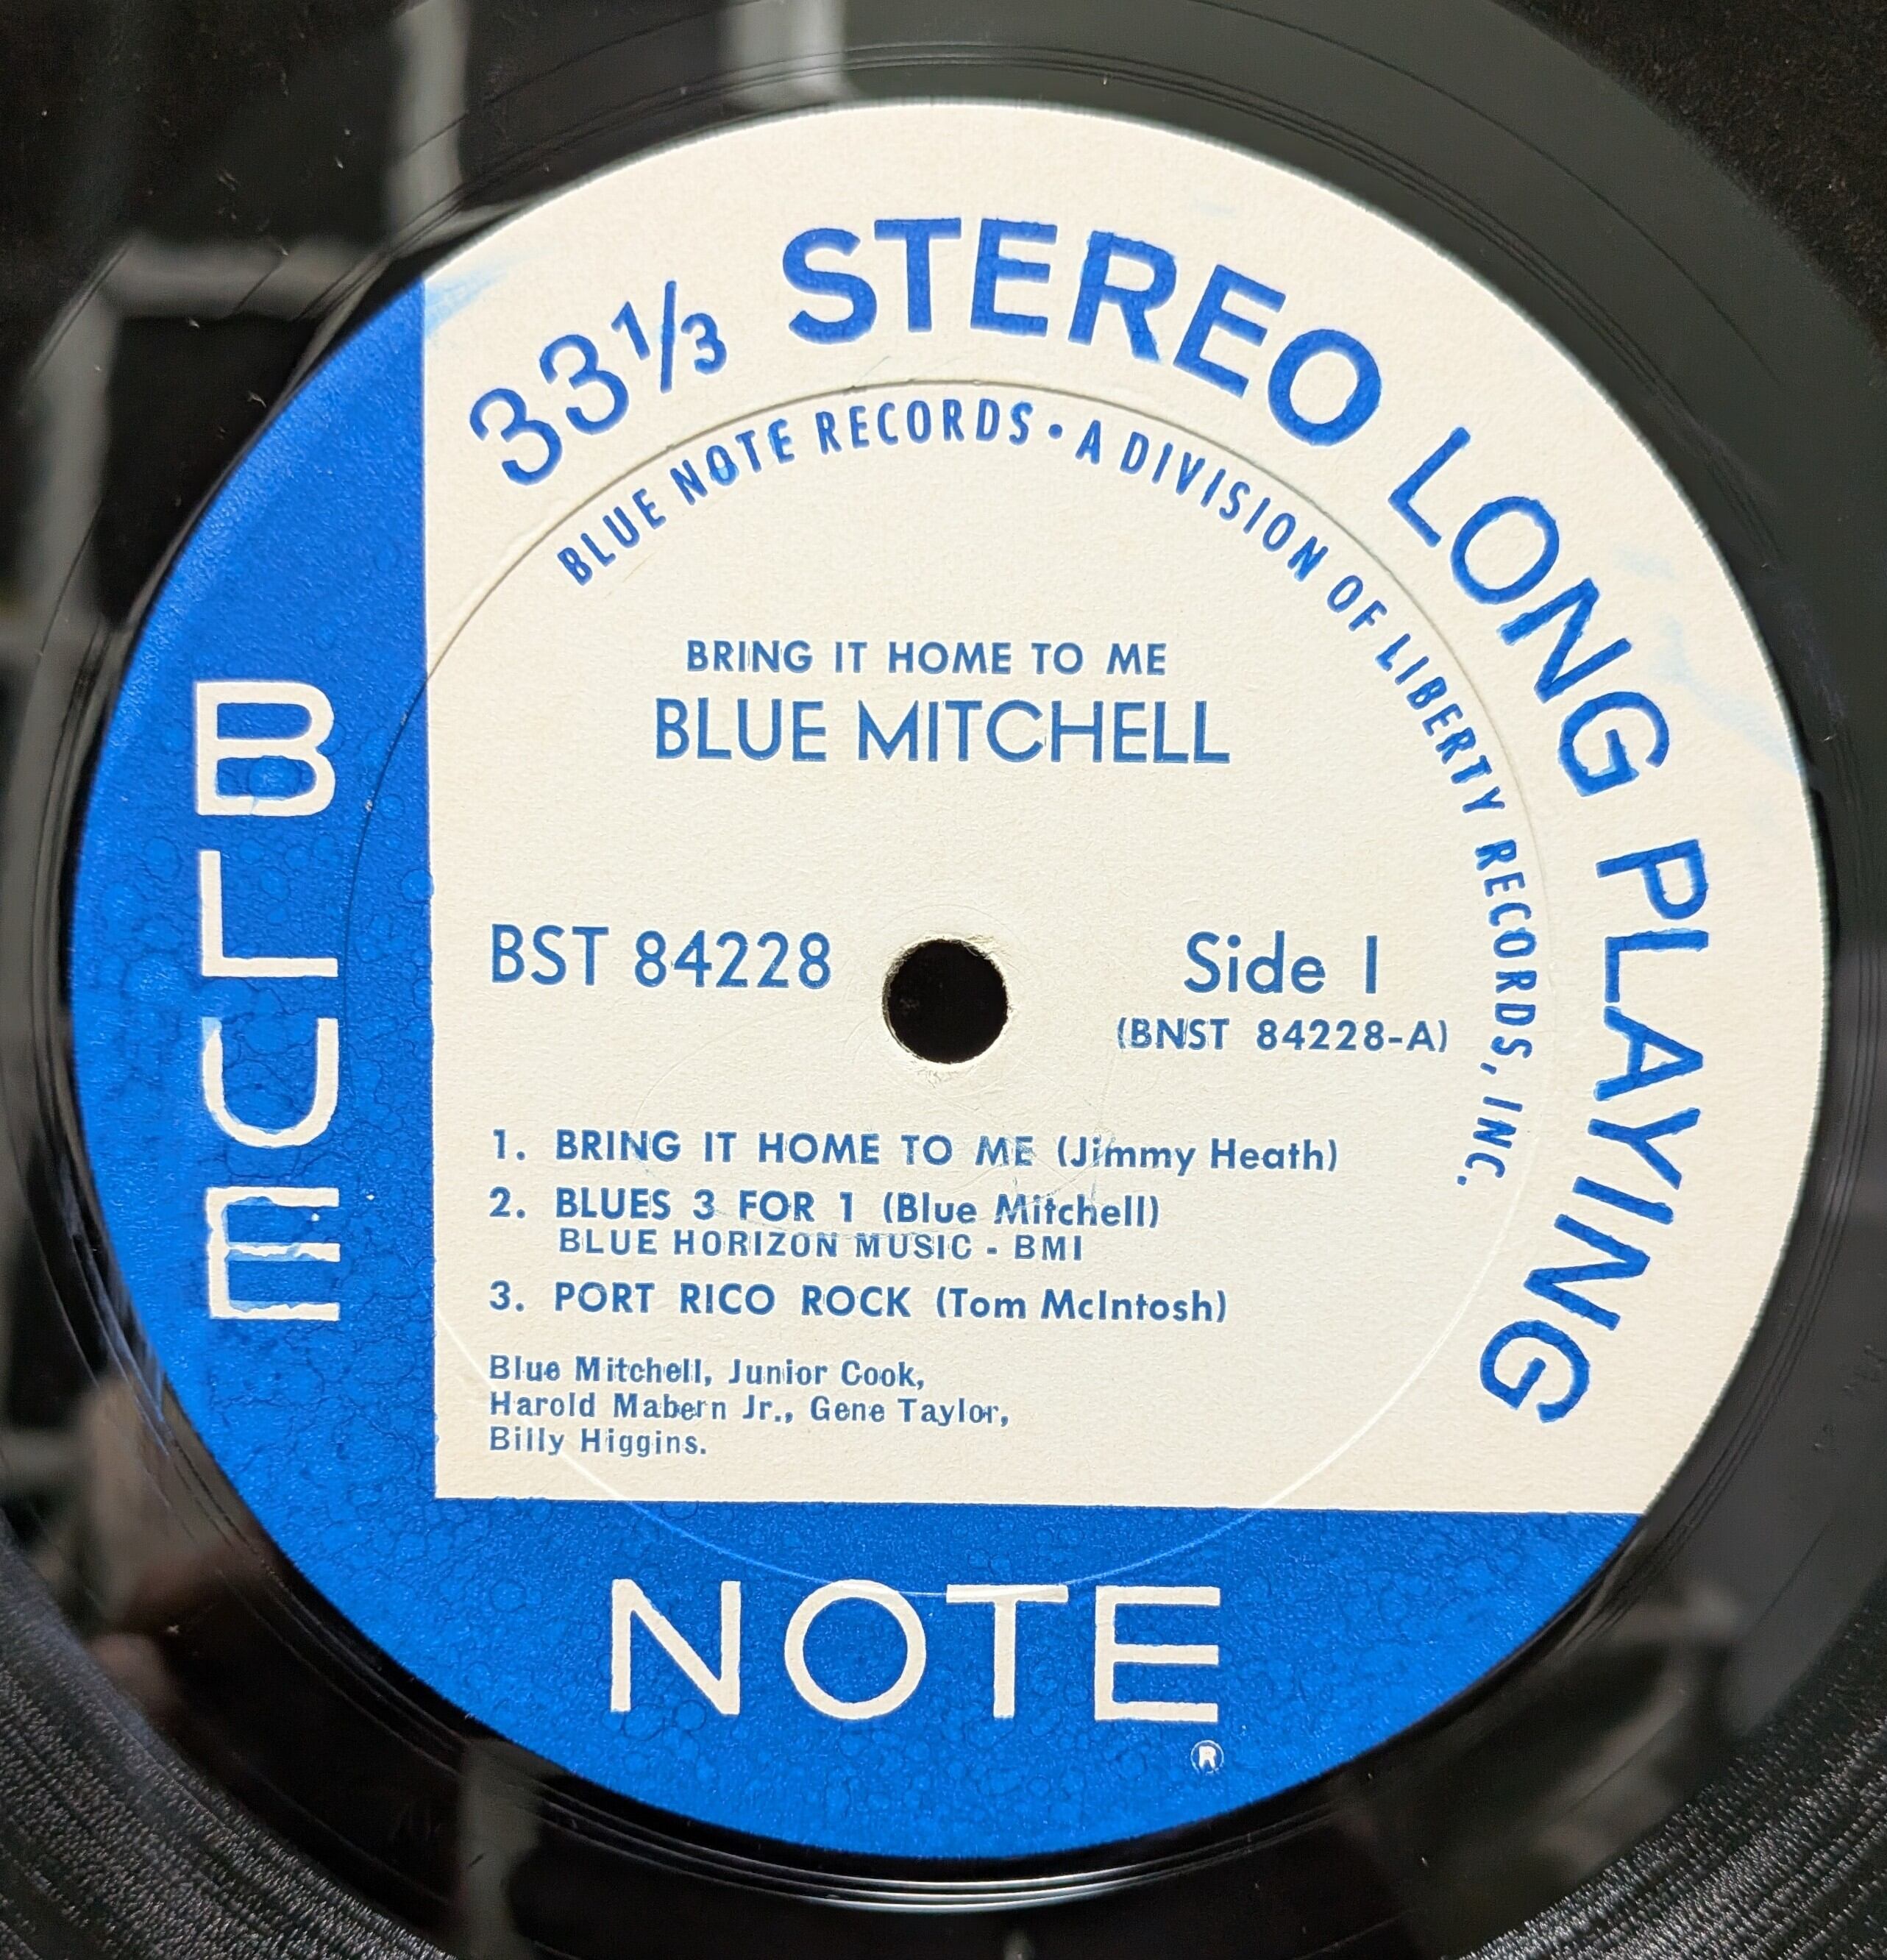 33⅓ STEREO LONG PLAYING
BLUE NOTE RECORDS • A DIVISION OF LIBERTY RECORDS, INC.
BRING IT HOME TO ME
BLUE MITCHELL
BST 84228
Side 1
(BNST 84228-A)
1. BRING IT HOME TO ME (Jimmy Heath)
2. BLUES 3 FOR 1 (Blue Mitchell)
BLUE HORIZON MUSIC - BMI
3. PORT RICO ROCK (Tom McIntosh)
Blue Mitchell, Junior Cook,
Harold Mabern Jr., Gene Taylor,
Billy Higgins.
BLUE
NOTE
®